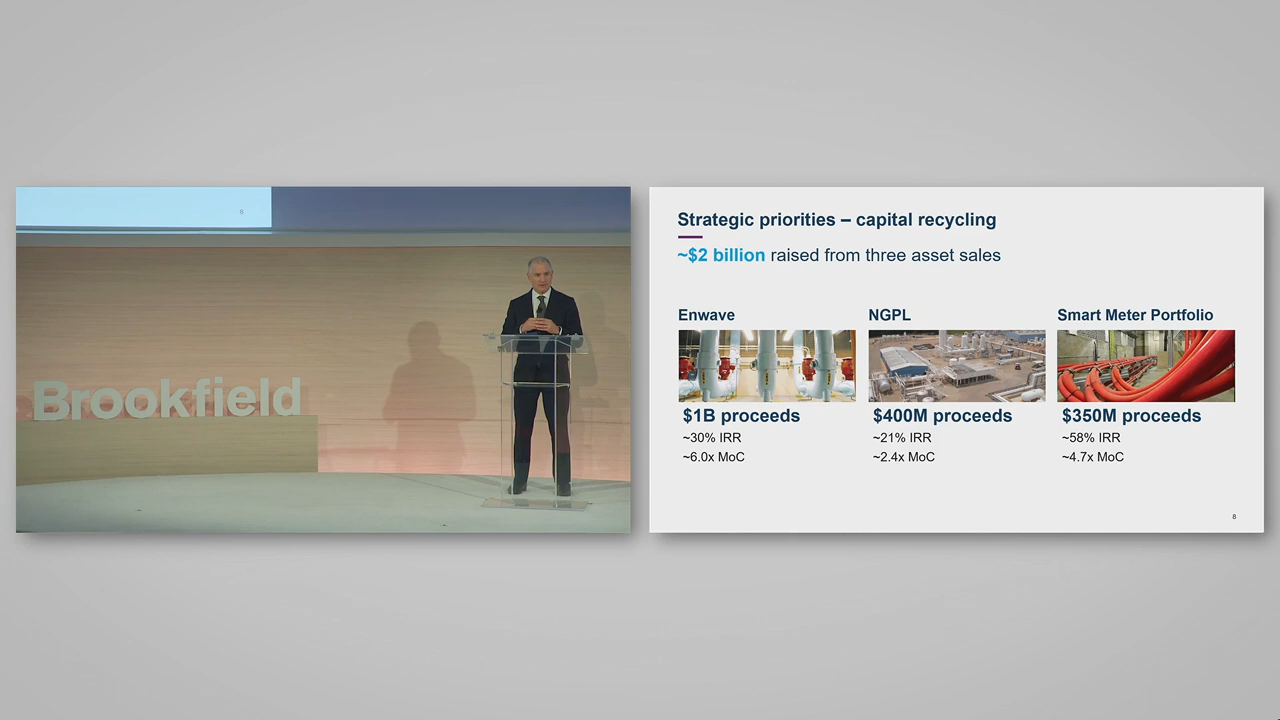 8
Brookfield
Strategic priorities – capital recycling
~$2 billion raised from three asset sales
Enwave
NGPL
Smart Meter Portfolio
$1B proceeds
$400M proceeds
$350M proceeds
~30% IRR
~21% IRR
~58% IRR
~6.0x MoC
~2.4x MoC
~4.7x MoC
8